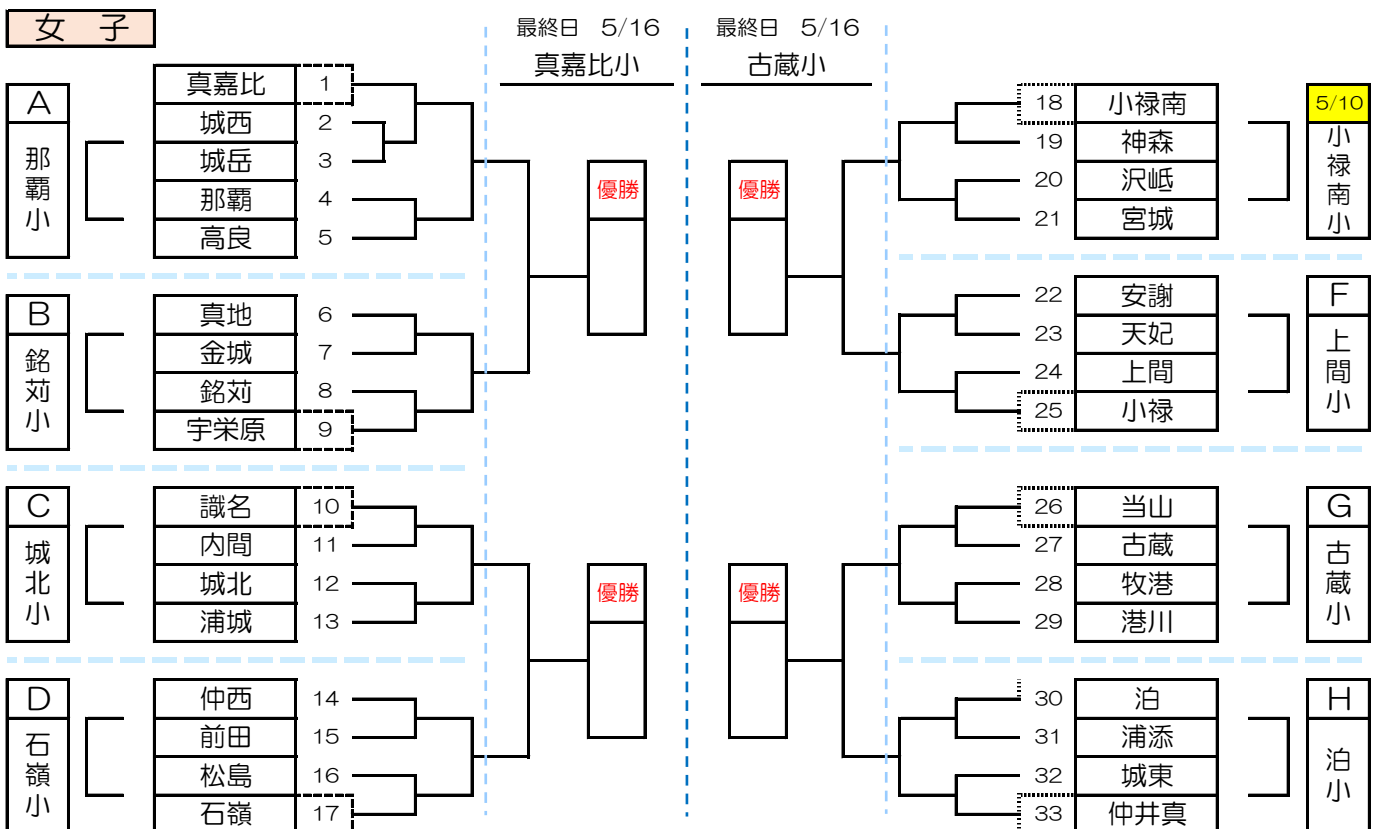 女 子
最終日 5/16
真嘉比小
最終日 5/16
古蔵小
A
那覇小
真嘉比 1
城西 2
城岳 3
那覇 4
高良 5
B
銘苅小
真地 6
金城 7
銘苅 8
宇栄原 9
C
城北小
識名 10
内間 11
城北 12
浦城 13
D
石嶺小
仲西 14
前田 15
松島 16
石嶺 17
優勝
優勝
優勝
優勝
18 小禄南
19 神森
20 沢岻
21 宮城
5/10
小禄南小
22 安謝
23 天妃
24 上間
25 小禄
F
上間小
26 当山
27 古蔵
28 牧港
29 港川
G
古蔵小
30 泊
31 浦添
32 城東
33 仲井真
H
泊小